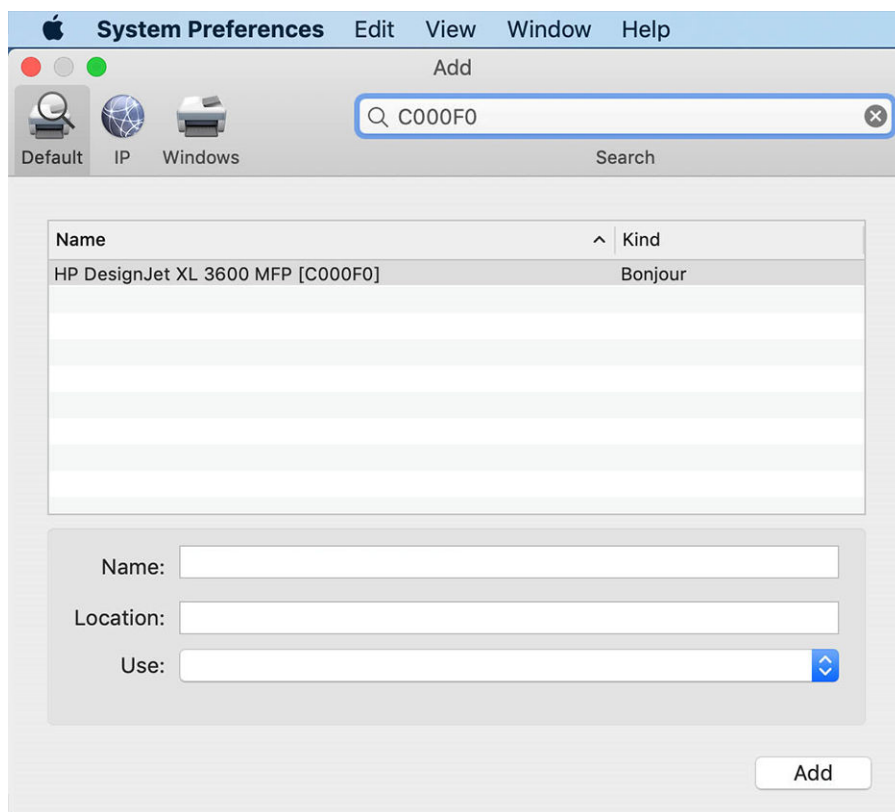 System Preferences Edit View Window Help
Add
C000F0
Default IP Windows Search
Name Kind
HP DesignJet XL 3600 MFP [C000F0] Bonjour
Name:
Location:
Use:
Add